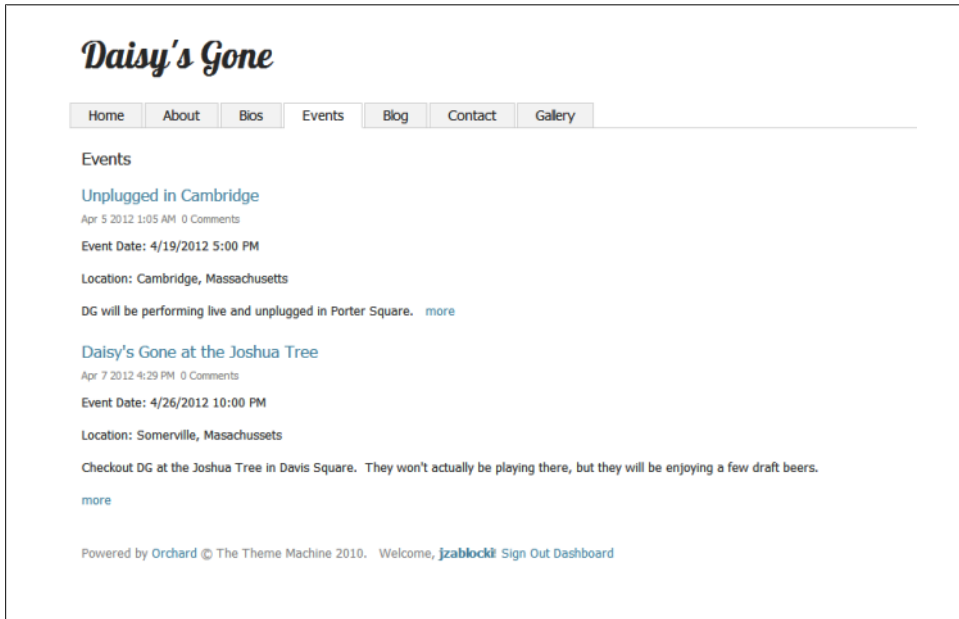 Daisy's Gone
Home About Bios Events Blog Contact Gallery
Events
Unplugged in Cambridge
Apr 5 2012 1:05 AM 0 Comments
Event Date: 4/19/2012 5:00 PM
Location: Cambridge, Massachusetts
DG will be performing live and unplugged in Porter Square. more
Daisy's Gone at the Joshua Tree
Apr 7 2012 4:29 PM 0 Comments
Event Date: 4/26/2012 10:00 PM
Location: Somerville, Masachussets
Checkout DG at the Joshua Tree in Davis Square. They won't actually be playing there, but they will be enjoying a few draft beers.
more
Powered by Orchard © The Theme Machine 2010. Welcome, jzablocki! Sign Out Dashboard